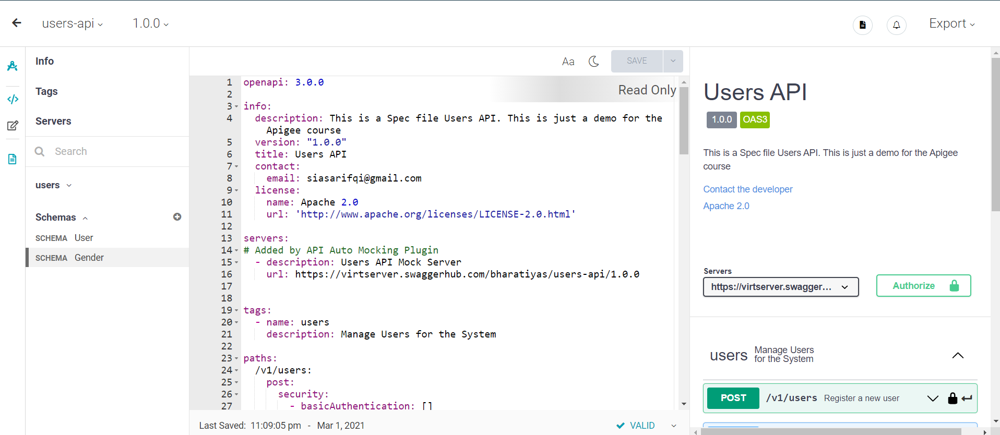 users-api
1.0.0
Export
Info
Tags
Servers
Search
users
Schemas
SCHEMA User
SCHEMA Gender
Aa
SAVE
Read Only
1 openapi: 3.0.0
2
3 info:
4 description: This is a Spec file Users API. This is just a demo for the
Apigee course
5 version: "1.0.0"
6 title: Users API
7 contact:
8 email: siasarifqi@gmail.com
9 license:
10 name: Apache 2.0
11 url: 'http://www.apache.org/licenses/LICENSE-2.0.html'
12
13 servers:
14 # Added by API Auto Mocking Plugin
15 - description: Users API Mock Server
16 url: https://virtserver.swaggerhub.com/bharatiyas/users-api/1.0.0
17
18
19 tags:
20 - name: users
21 description: Manage Users for the System
22
23 paths:
24 /v1/users:
25 post:
26 security:
27 - basicAuthentication: []
Last Saved: 11:09:05 pm - Mar 1, 2021
VALID
Users API
1.0.0 OAS3
This is a Spec file Users API. This is just a demo for the Apigee
course
Contact the developer
Apache 2.0
Servers
https://virtserver.swagger...
Authorize
users
Manage Users
for the System
POST /v1/users Register a new user